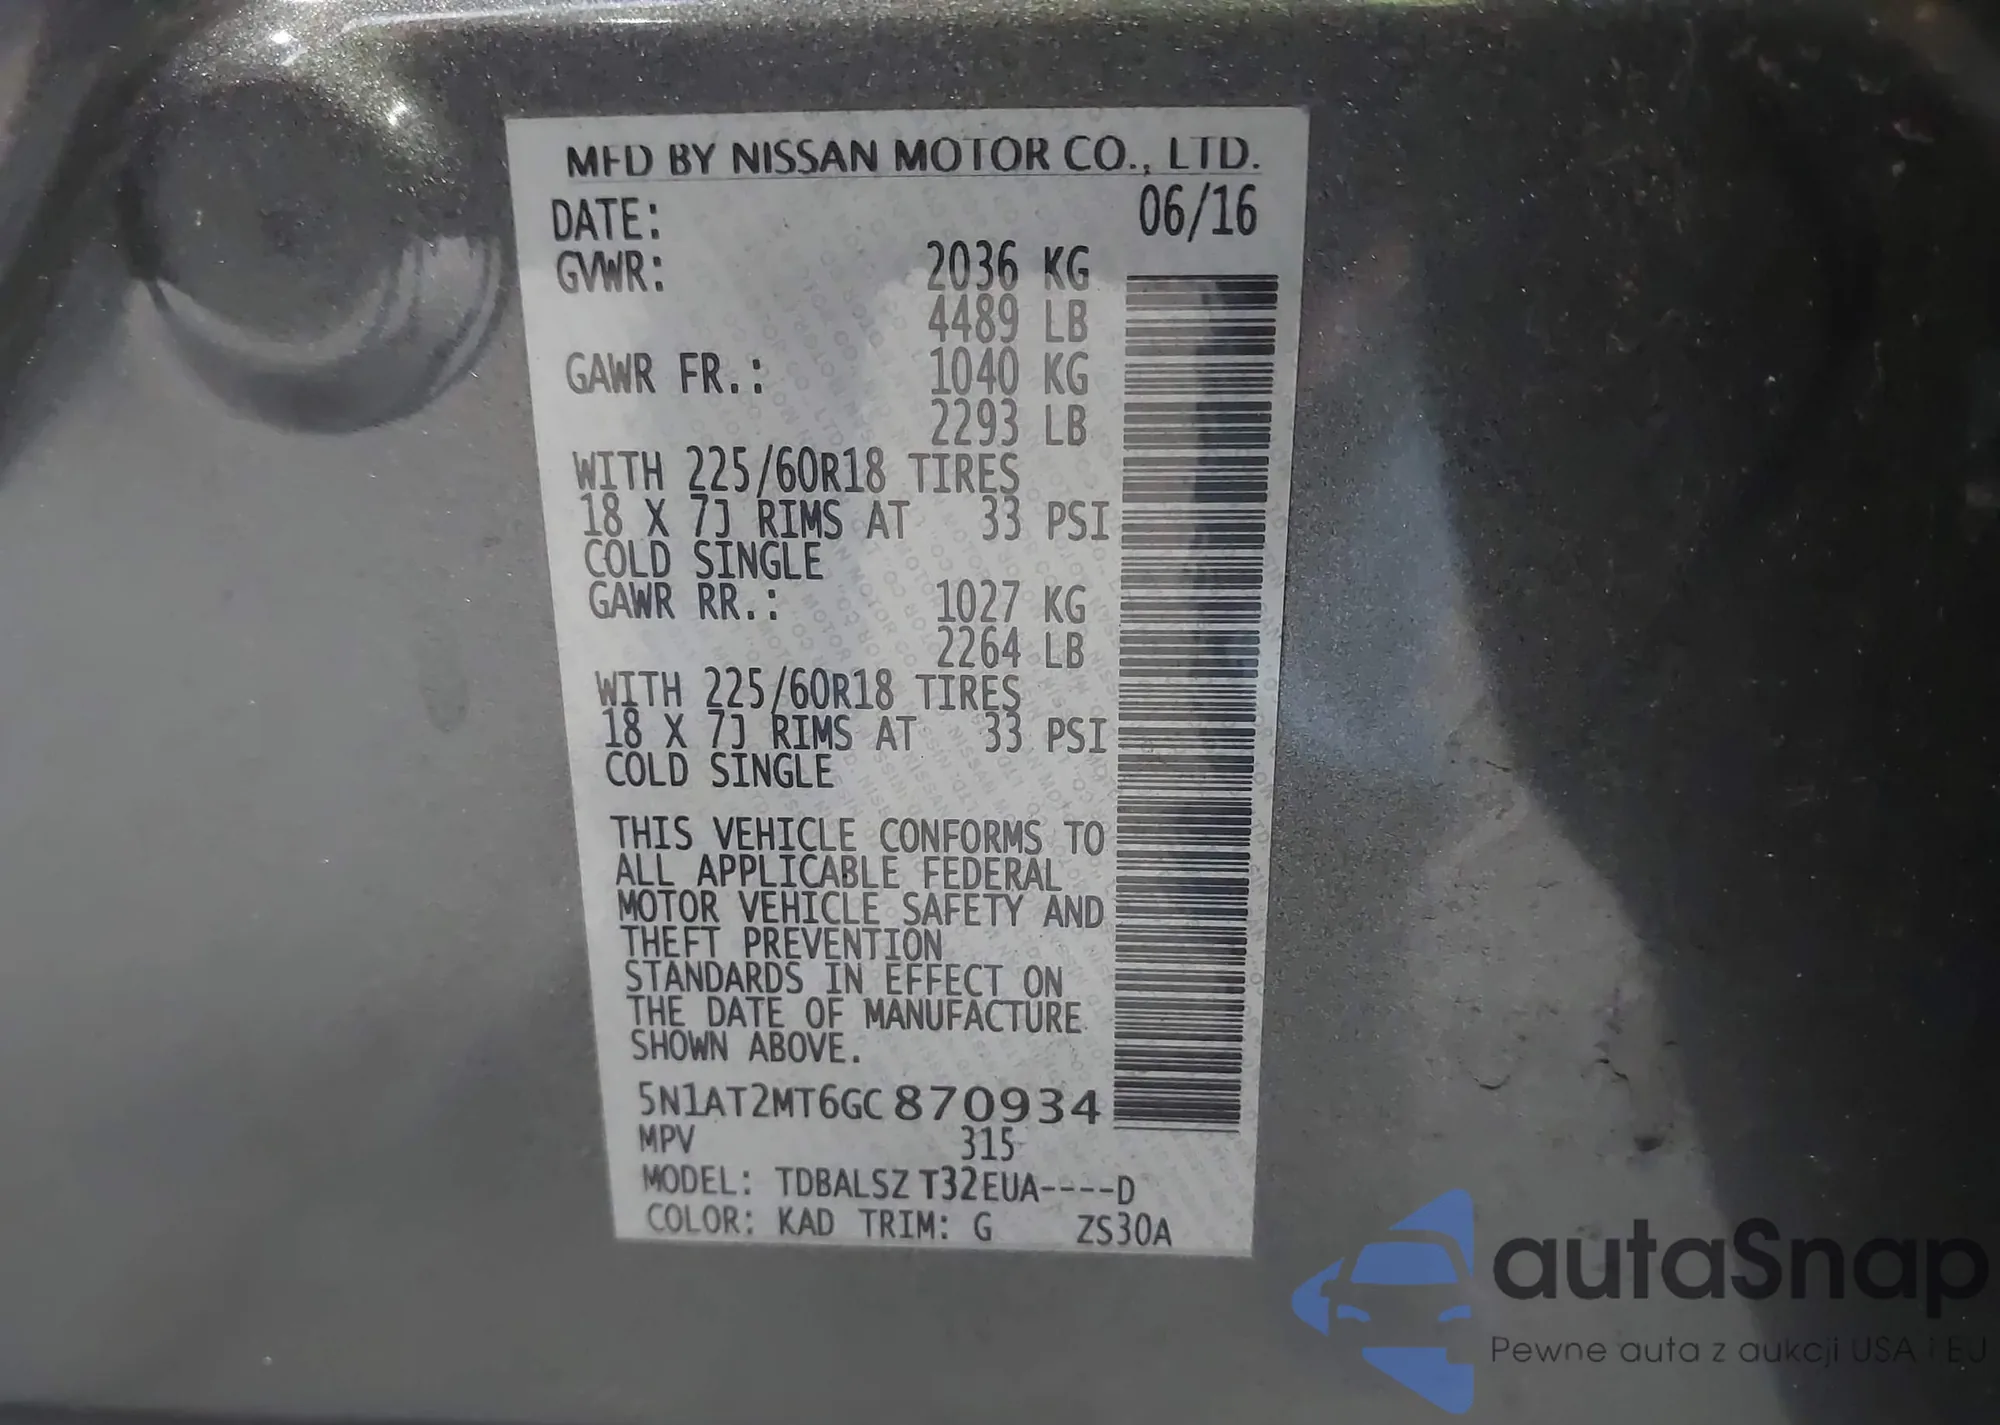 MFD BY NISSAN MOTOR CO., LTD.
DATE: 06/16
GVWR: 2036 KG
4489 LB
GAWR FR.: 1040 KG
2293 LB
WITH 225/60R18 TIRES
18 X 7J RIMS AT 33 PSI
COLD SINGLE
GAWR RR.: 1027 KG
2264 LB
WITH 225/60R18 TIRES
18 X 7J RIMS AT 33 PSI
COLD SINGLE
THIS VEHICLE CONFORMS TO
ALL APPLICABLE FEDERAL
MOTOR VEHICLE SAFETY AND
THEFT PREVENTION
STANDARDS IN EFFECT ON
THE DATE OF MANUFACTURE
SHOWN ABOVE.
5N1AT2MT6GC870934
MPV 315
MODEL: TDBALSZ T32EUA----D
COLOR: KAD TRIM: G ZS30A
autaSnap
Pewne auta z aukcji USA i EU